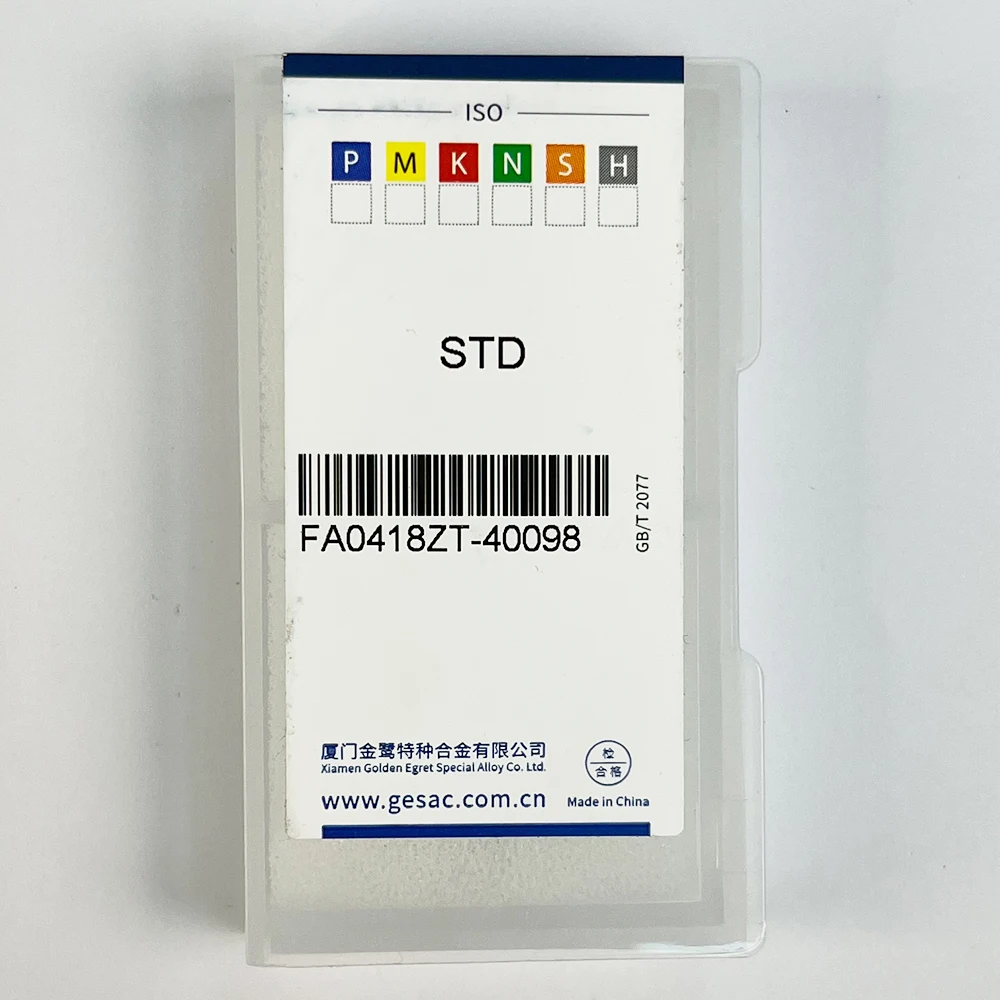 ISO
P M K N S H
STD
FA0418ZT-40098
GB/T 2077
厦门金鹭特种合金有限公司
Xiamen Golden Egret Special Alloy Co. Ltd.
检
合格
www.gesac.com.cn
Made in China